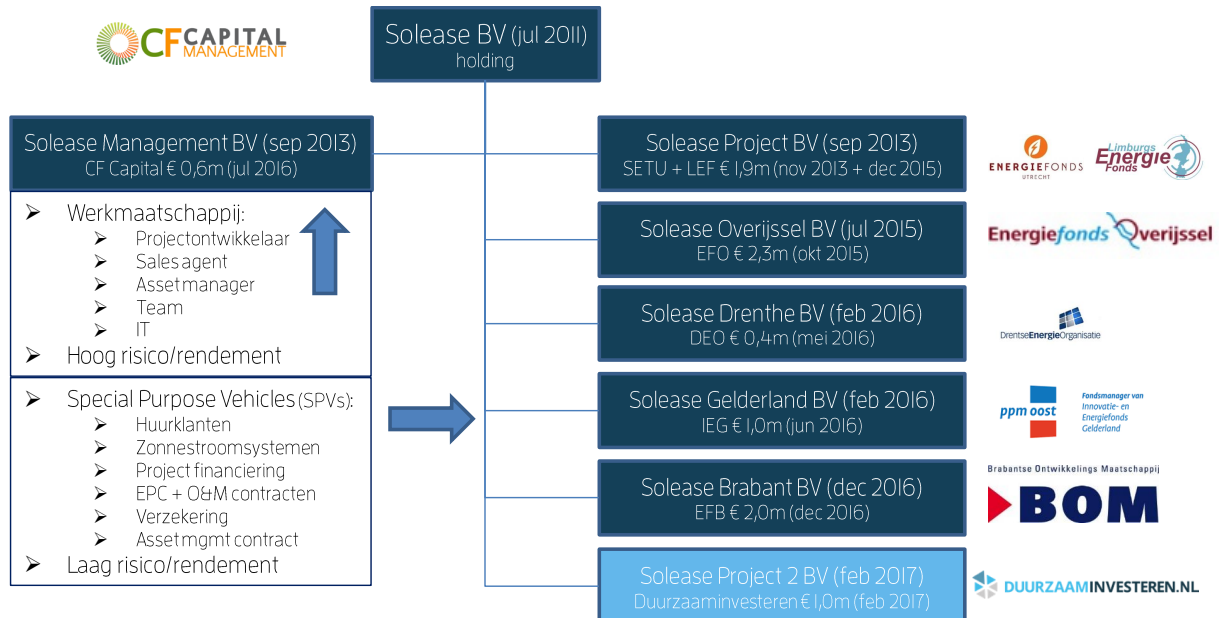 CF CAPITAL
MANAGEMENT
Solease BV (jul 2011)
holding
Solease Management BV (sep 2013)
CF Capital € 0,6m (jul 2016)
➤ Werkmaatschappij:
➤ Projectontwikkelaar
➤ Sales agent
➤ Asset manager
➤ Team
➤ IT
➤ Hoog risico/rendement
➤ Special Purpose Vehicles (SPVs):
➤ Huurklanten
➤ Zonnestroomsystemen
➤ Project financiering
➤ EPC + O&M contracten
➤ Verzekering
➤ Asset mgmt contract
➤ Laag risico/rendement
Solease Project BV (sep 2013)
SETU + LEF € 1,9m (nov 2013 + dec 2015)
ENERGIEFONDS
UTRECHT
Limburgs
Energie
Fonds
Solease Overijssel BV (jul 2015)
EFO € 2,3m (okt 2015)
Energiefonds Overijssel
Solease Drenthe BV (feb 2016)
DEO € 0,4m (mei 2016)
DrentseEnergieOrganisatie
Solease Gelderland BV (feb 2016)
IEG € 1,0m (jun 2016)
ppm oost
Fondsmanager van
Innovatie- en
Energiefonds
Gelderland
Solease Brabant BV (dec 2016)
EFB € 2,0m (dec 2016)
Brabantse Ontwikkelings Maatschappij
BOM
Solease Project 2 BV (feb 2017)
Duurzaaminvesteren € 1,0m (feb 2017)
DUURZAAMINVESTEREN.NL